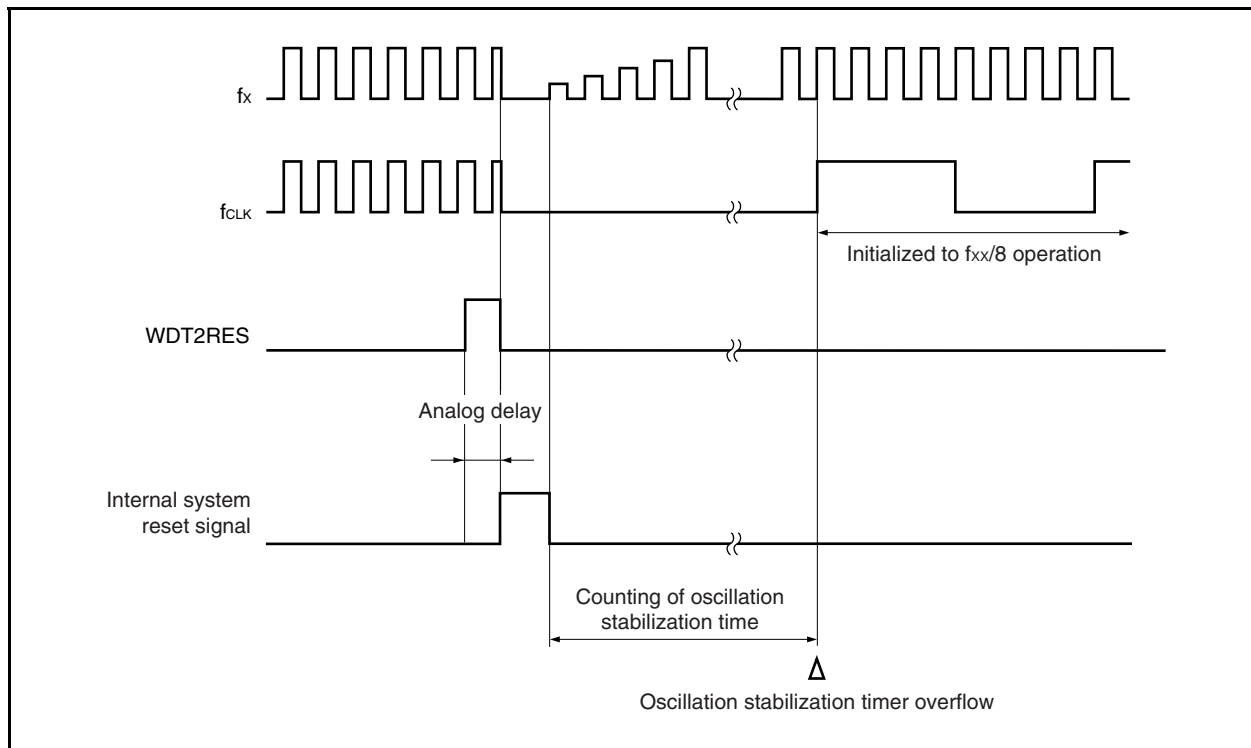 fX
fCLK
Initialized to fXX/8 operation
WDT2RES
Analog delay
Internal system
reset signal
Counting of oscillation
stabilization time
Oscillation stabilization timer overflow